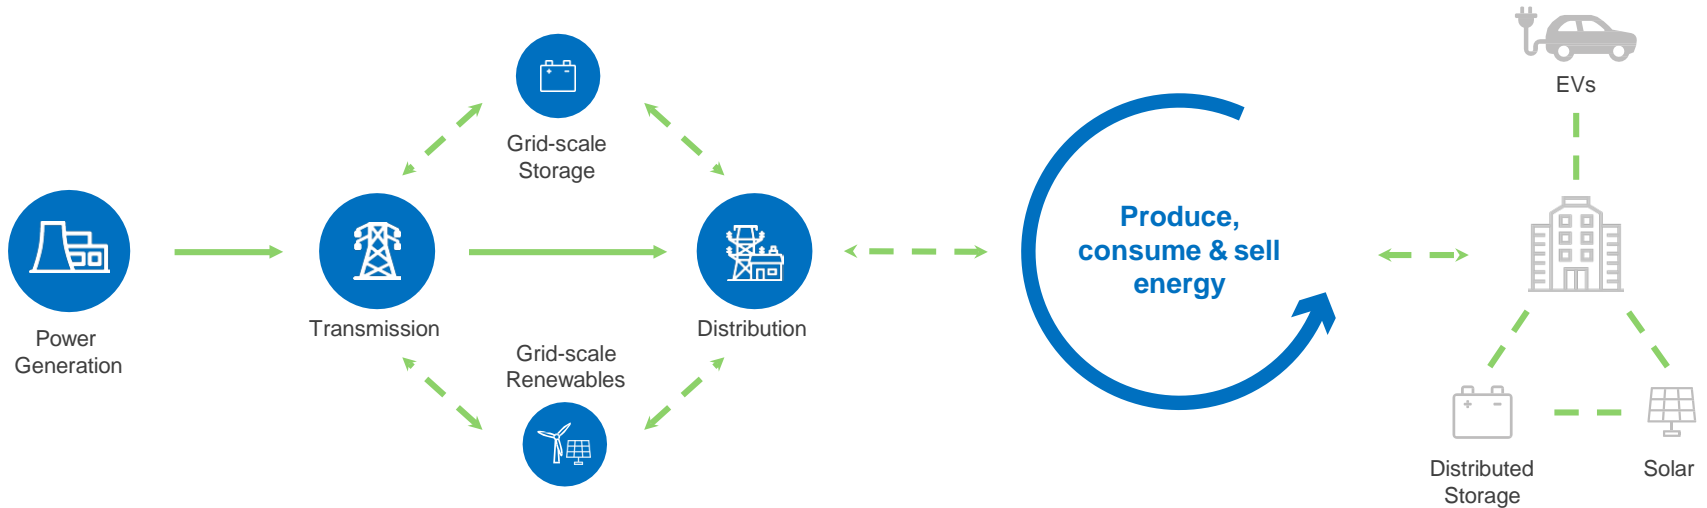 Power
Generation
Transmission
Grid-scale
Storage
Grid-scale
Renewables
Distribution
Produce,
consume & sell
energy
EVs
Distributed
Storage
Solar